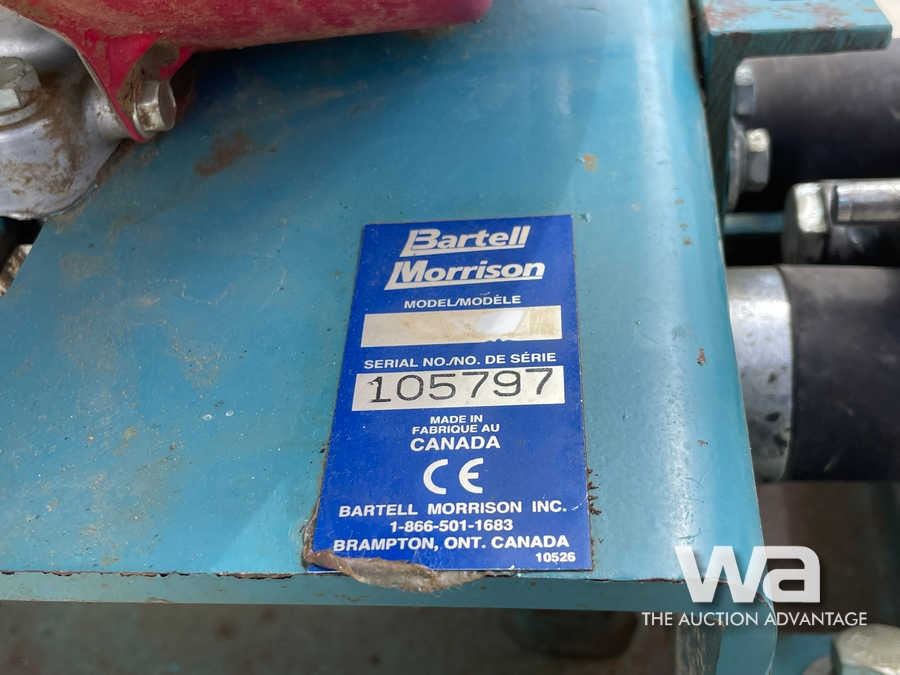 Bartell
Morrison
MODEL/MODÈLE
SERIAL NO./NO. DE SÉRIE
105797
MADE IN
FABRIQUE AU
CANADA
CE
BARTELL MORRISON INC.
1-866-501-1683
BRAMPTON, ONT. CANADA
10526
wa
THE AUCTION ADVANTAGE